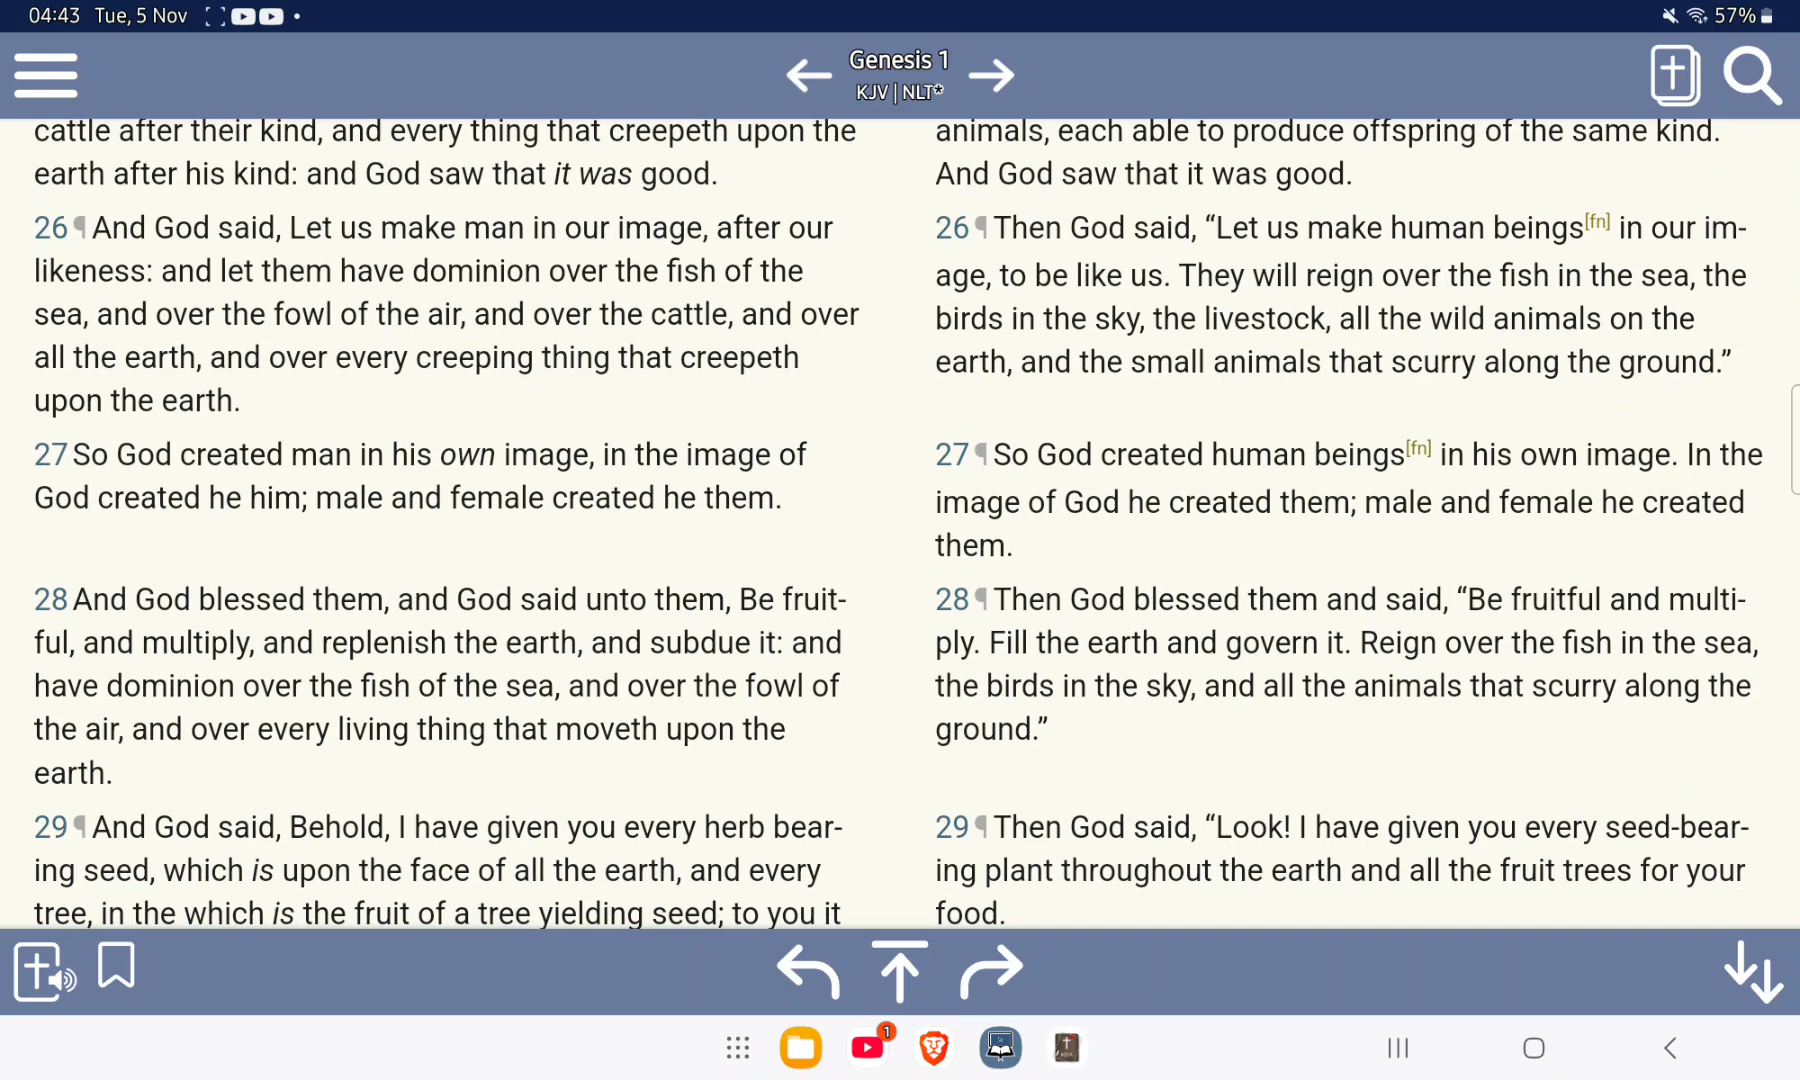 04:43 Tue, 5 Nov
57%
Genesis 1
KJV | NLT*
cattle after their kind, and every thing that creepeth upon the
earth after his kind: and God saw that it was good.
26 ¶ And God said, Let us make man in our image, after our
likeness: and let them have dominion over the fish of the
sea, and over the fowl of the air, and over the cattle, and over
all the earth, and over every creeping thing that creepeth
upon the earth.
27 So God created man in his own image, in the image of
God created he him; male and female created he them.
28 And God blessed them, and God said unto them, Be fruit-
ful, and multiply, and replenish the earth, and subdue it: and
have dominion over the fish of the sea, and over the fowl of
the air, and over every living thing that moveth upon the
earth.
29 ¶ And God said, Behold, I have given you every herb bear-
ing seed, which is upon the face of all the earth, and every
tree, in the which is the fruit of a tree yielding seed; to you it
animals, each able to produce offspring of the same kind.
And God saw that it was good.
26 ¶ Then God said, “Let us make human beings[fn] in our im-
age, to be like us. They will reign over the fish in the sea, the
birds in the sky, the livestock, all the wild animals on the
earth, and the small animals that scurry along the ground.”
27 ¶ So God created human beings[fn] in his own image. In the
image of God he created them; male and female he created
them.
28 ¶ Then God blessed them and said, “Be fruitful and multi-
ply. Fill the earth and govern it. Reign over the fish in the sea,
the birds in the sky, and all the animals that scurry along the
ground.”
29 ¶ Then God said, “Look! I have given you every seed-bear-
ing plant throughout the earth and all the fruit trees for your
food.
1